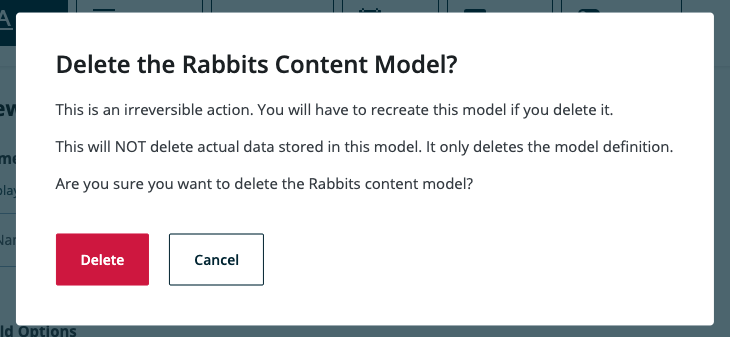 A
Delete the Rabbits Content Model?
This is an irreversible action. You will have to recreate this model if you delete it.
This will NOT delete actual data stored in this model. It only deletes the model definition.
Are you sure you want to delete the Rabbits content model?
Delete
Cancel
Options